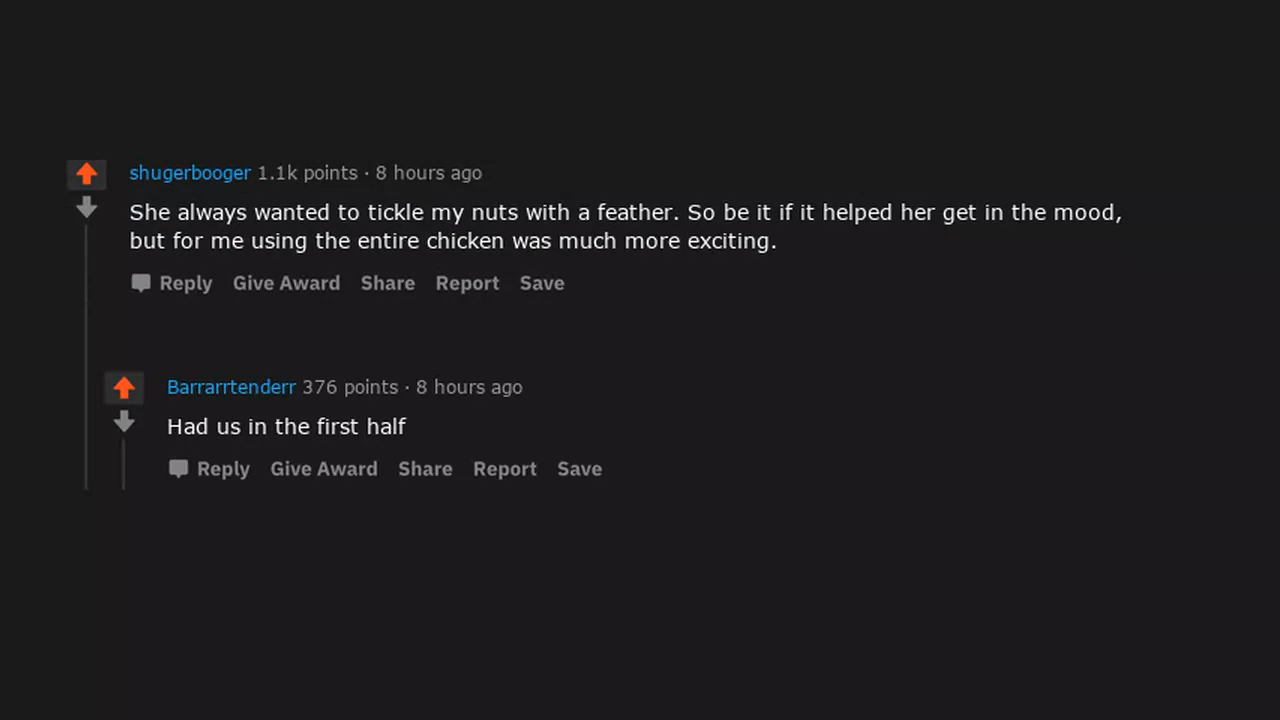 shugerbooger 1.1k points · 8 hours ago
She always wanted to tickle my nuts with a feather. So be it if it helped her get in the mood,
but for me using the entire chicken was much more exciting.
Reply Give Award Share Report Save
Barrarrtenderr 376 points · 8 hours ago
Had us in the first half
Reply Give Award Share Report Save